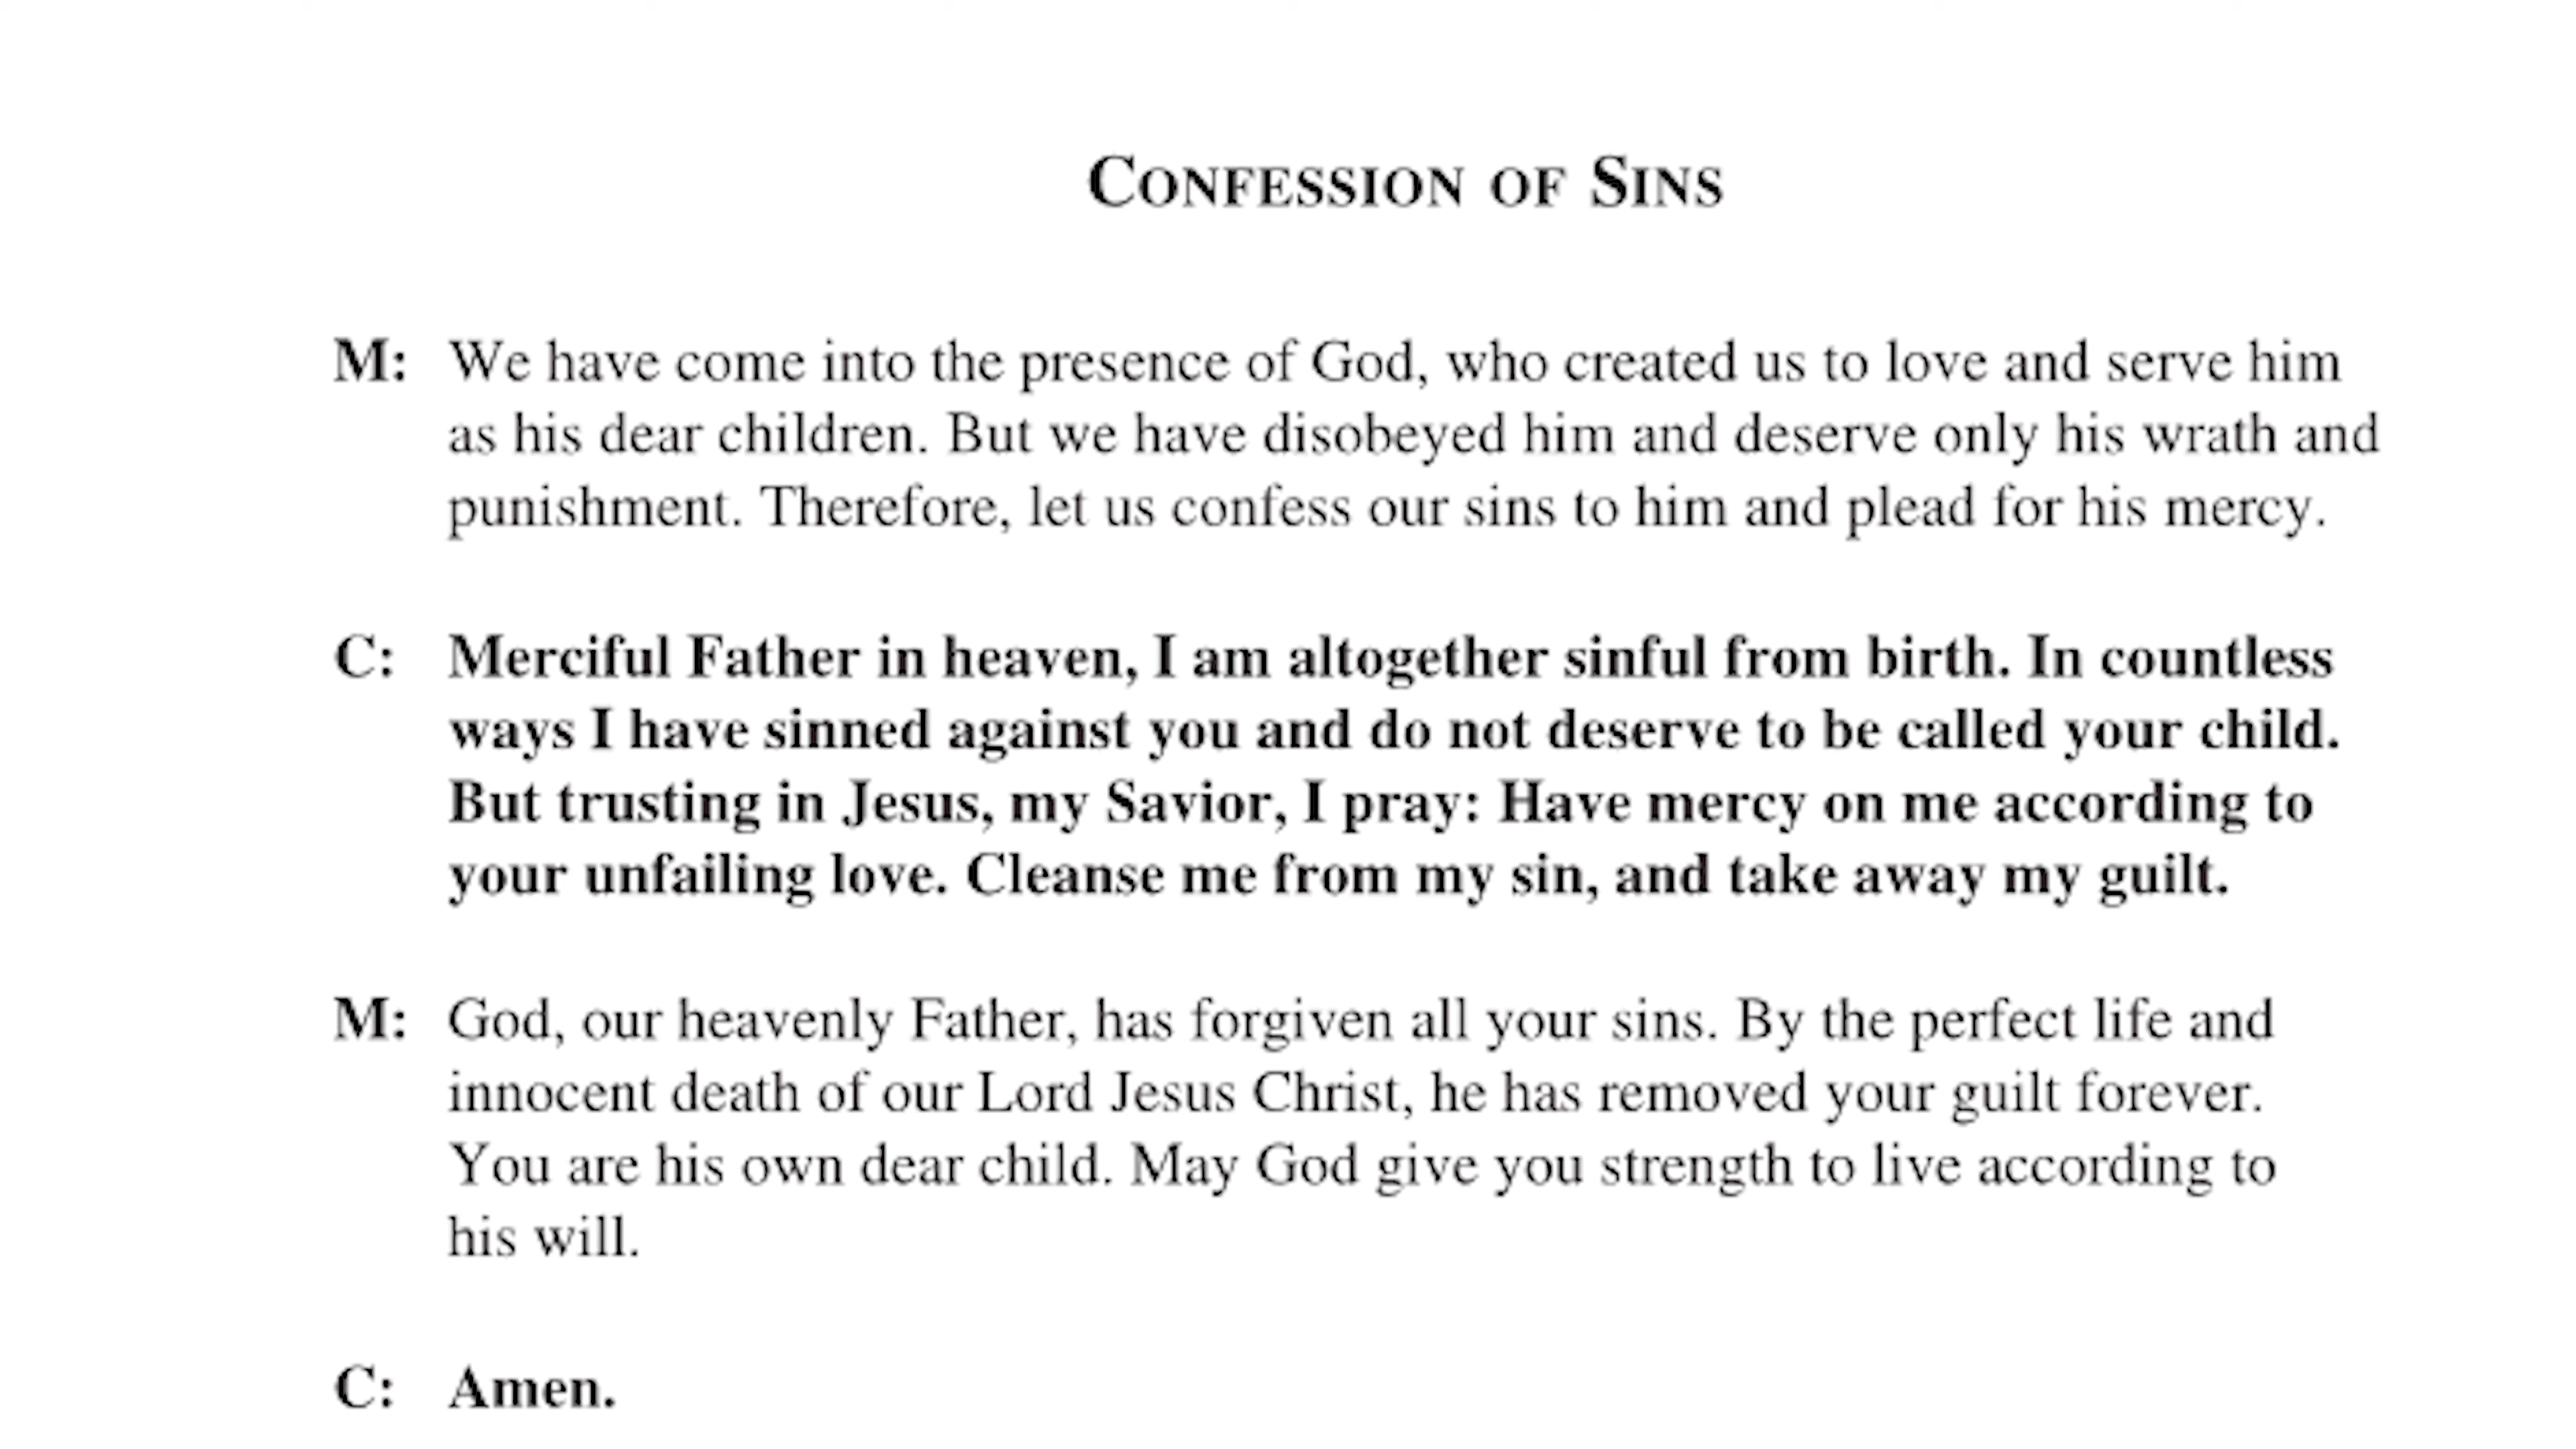 CONFESSION OF SINS
M: We have come into the presence of God, who created us to love and serve him
as his dear children. But we have disobeyed him and deserve only his wrath and
punishment. Therefore, let us confess our sins to him and plead for his mercy.
C: Merciful Father in heaven, I am altogether sinful from birth. In countless
ways I have sinned against you and do not deserve to be called your child.
But trusting in Jesus, my Savior, I pray: Have mercy on me according to
your unfailing love. Cleanse me from my sin, and take away my guilt.
M: God, our heavenly Father, has forgiven all your sins. By the perfect life and
innocent death of our Lord Jesus Christ, he has removed your guilt forever.
You are his own dear child. May God give you strength to live according to
his will.
C: Amen.